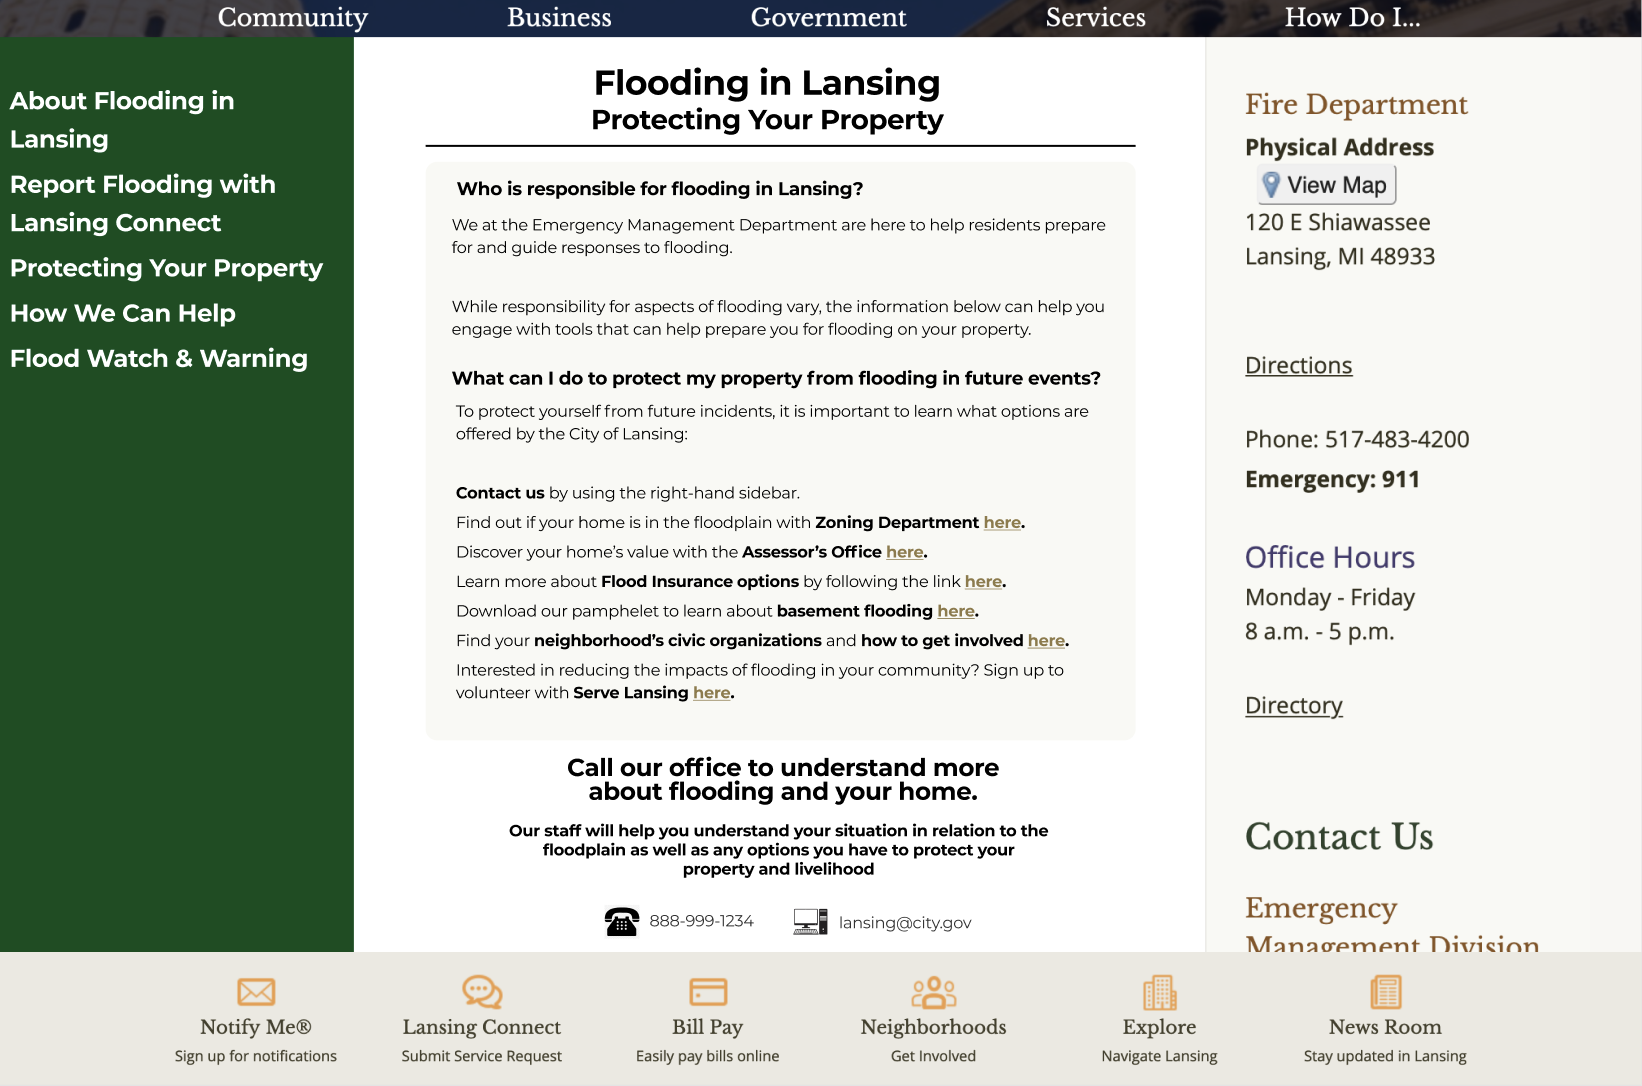 Community
Business
Government
Services
How Do I...
About Flooding in
Lansing
Report Flooding with
Lansing Connect
Protecting Your Property
How We Can Help
Flood Watch & Warning
Flooding in Lansing
Protecting Your Property
Who is responsible for flooding in Lansing?
We at the Emergency Management Department are here to help residents prepare
for and guide responses to flooding.
While responsibility for aspects of flooding vary, the information below can help you
engage with tools that can help prepare you for flooding on your property.
What can I do to protect my property from flooding in future events?
To protect yourself from future incidents, it is important to learn what options are
offered by the City of Lansing:
Contact us by using the right-hand sidebar.
Find out if your home is in the floodplain with Zoning Department here.
Discover your home's value with the Assessor's Office here.
Learn more about Flood Insurance options by following the link here.
Download our pamphelet to learn about basement flooding here.
Find your neighborhood's civic organizations and how to get involved here.
Interested in reducing the impacts of flooding in your community? Sign up to
volunteer with Serve Lansing here.
Call our office to understand more
about flooding and your home.
Our staff will help you understand your situation in relation to the
floodplain as well as any options you have to protect your
property and livelihood
888-999-1234
lansing@city.gov
Fire Department
Physical Address
View Map
120 E Shiawassee
Lansing, MI 48933
Directions
Phone: 517-483-4200
Emergency: 911
Office Hours
Monday - Friday
8 a.m. - 5 p.m.
Directory
Contact Us
Emergency
Management Division
Notify Me®
Sign up for notifications
Lansing Connect
Submit Service Request
Bill Pay
Easily pay bills online
Neighborhoods
Get Involved
Explore
Navigate Lansing
News Room
Stay updated in Lansing